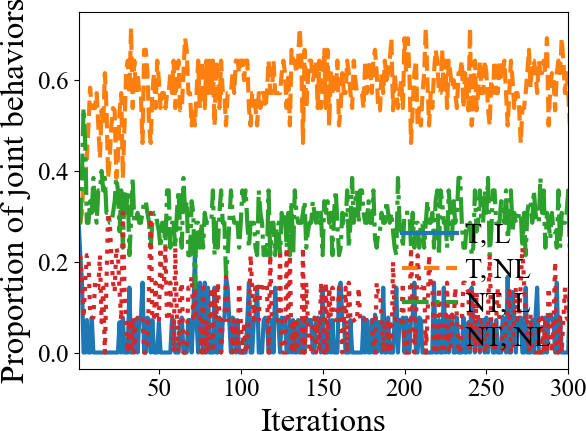 Proportion of joint behaviors
0.6
0.4
0.2
0.0
T, L
T, NL
NT, L
NT, NL
50
100
150
200
250
300
Iterations